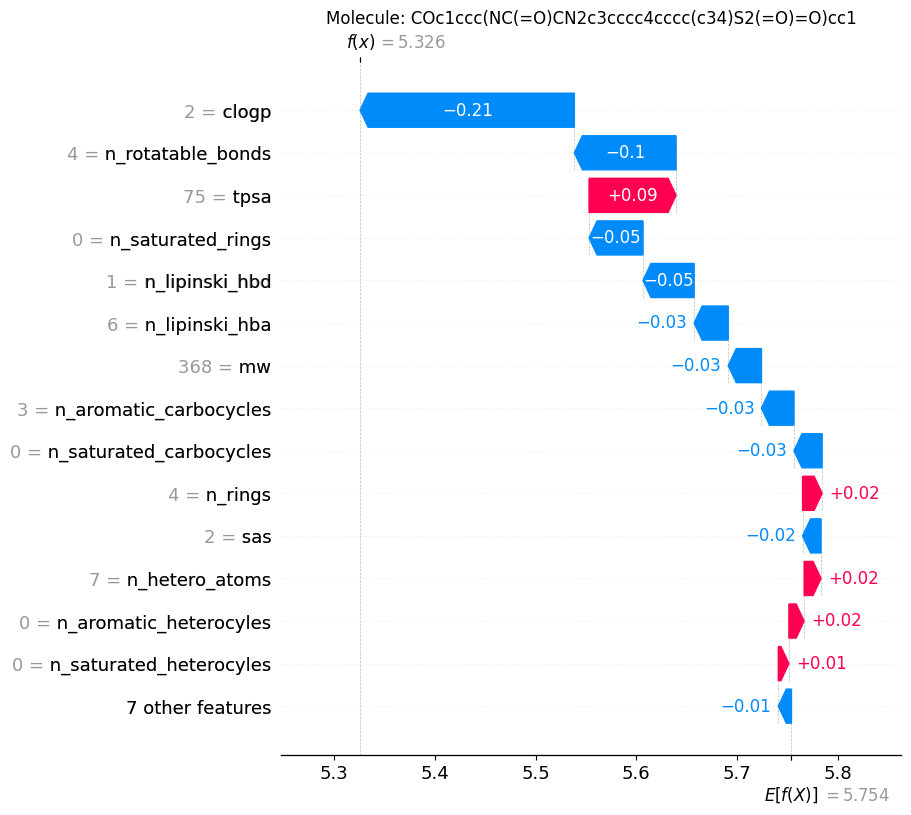 Molecule: COc1ccc(NC(=O)CN2c3cccc4cccc(c34)S2(=O)=O)cc1
f(x) = 5.326
2 = clogp −0.21
4 = n_rotatable_bonds −0.1
75 = tpsa +0.09
0 = n_saturated_rings −0.05
1 = n_lipinski_hbd −0.05
6 = n_lipinski_hba −0.03
368 = mw −0.03
3 = n_aromatic_carbocycles −0.03
0 = n_saturated_carbocycles −0.03
4 = n_rings +0.02
2 = sas −0.02
7 = n_hetero_atoms +0.02
0 = n_aromatic_heterocyles +0.02
0 = n_saturated_heterocyles +0.01
7 other features −0.01
5.3 5.4 5.5 5.6 5.7 5.8
E[f(X)] = 5.754